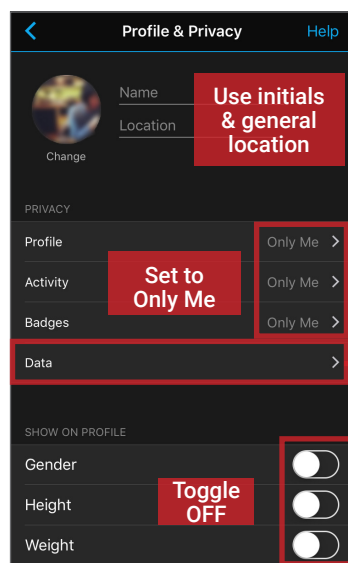 Profile & Privacy
Help
Name
Location
Change
Use initials
& general
location
PRIVACY
Profile
Only Me
Activity
Only Me
Badges
Only Me
Set to
Only Me
Data
SHOW ON PROFILE
Gender
Height
Weight
Toggle
OFF